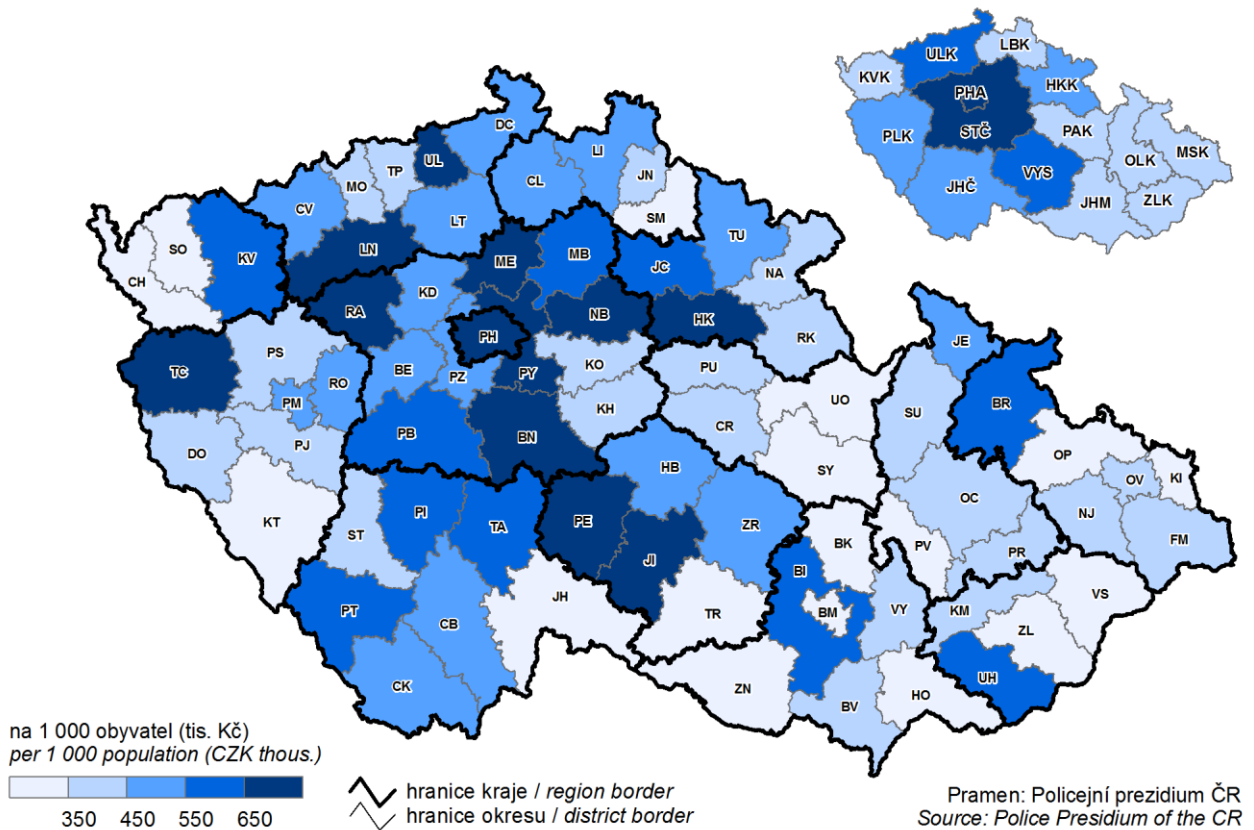 ULK
LBK
KVK
HKK
PHA
PAK
PLK
STČ
OLK
MSK
VYS
JHČ
JHM
ZLK
DC
UL
LI
TP
JN
MO
CL
CV
SM
LT
TU
SO
LN
ME
MB
KV
JC
NA
CH
KD
RA
NB
HK
PH
RK
JE
PS
KO
PU
TC
BE
PZ
PY
RO
UO
BR
PM
KH
SU
CR
PB
BN
PJ
DO
OP
HB
SY
KI
OV
OC
NJ
PI
KT
PE
TA
ZR
ST
BK
PV
FM
PR
JI
BI
VS
JH
PT
TR
BM
VY
KM
CB
ZL
UH
CK
ZN
HO
BV
na 1 000 obyvatel (tis. Kč)
per 1 000 population (CZK thous.)
350 450 550 650
hranice kraje / region border
hranice okresu / district border
Pramen: Policejní prezidium ČR
Source: Police Presidium of the CR